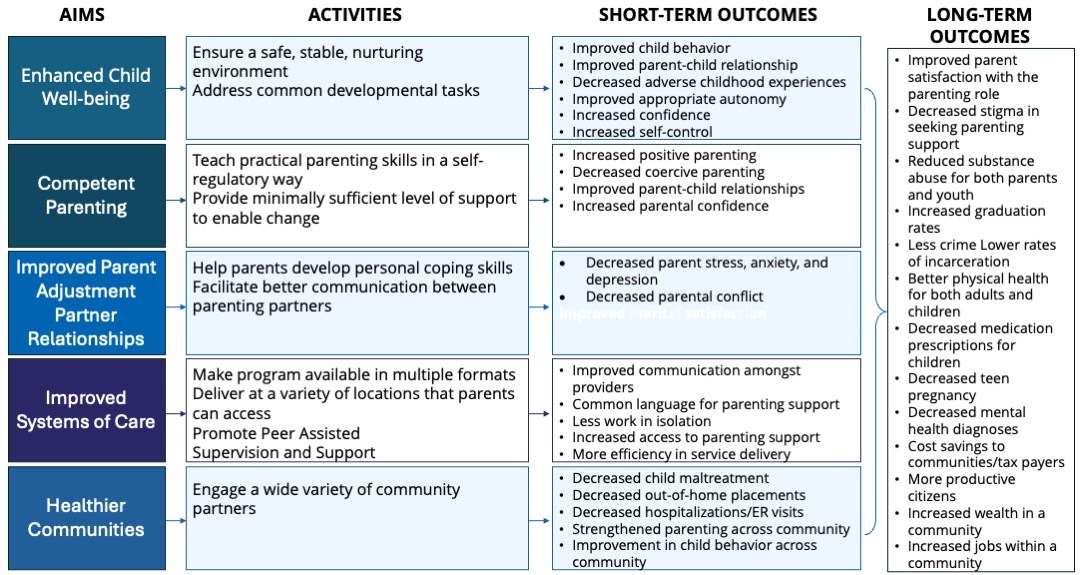 AIMS
ACTIVITIES
SHORT-TERM OUTCOMES
LONG-TERM
OUTCOMES
Enhanced Child
Well-being
Ensure a safe, stable, nurturing
environment
Address common developmental tasks
• Improved child behavior
• Improved parent-child relationship
• Decreased adverse childhood experiences
• Improved appropriate autonomy
• Increased confidence
• Increased self-control
Competent
Parenting
Teach practical parenting skills in a self-
regulatory way
Provide minimally sufficient level of support
to enable change
• Increased positive parenting
• Decreased coercive parenting
• Improved parent-child relationships
• Increased parental confidence
Improved Parent
Adjustment
Partner
Relationships
Help parents develop personal coping skills
Facilitate better communication between
parenting partners
• Decreased parent stress, anxiety, and
depression
• Decreased parental conflict
Improved marital satisfaction
Improved
Systems of Care
Make program available in multiple formats
Deliver at a variety of locations that parents
can access
Promote Peer Assisted
Supervision and Support
• Improved communication amongst
providers
• Common language for parenting support
• Less work in isolation
• Increased access to parenting support
• More efficiency in service delivery
Healthier
Communities
Engage a wide variety of community
partners
• Decreased child maltreatment
• Decreased out-of-home placements
• Decreased hospitalizations/ER visits
• Strengthened parenting across community
• Improvement in child behavior across
community
• Improved parent
satisfaction with the
parenting role
• Decreased stigma in
seeking parenting
support
• Reduced substance
abuse for both parents
and youth
• Increased graduation
rates
• Less crime Lower rates
of incarceration
• Better physical health
for both adults and
children
• Decreased medication
prescriptions for
children
• Decreased teen
pregnancy
• Decreased mental
health diagnoses
• Cost savings to
communities/tax payers
• More productive
citizens
• Increased wealth in a
community
• Increased jobs within a
community